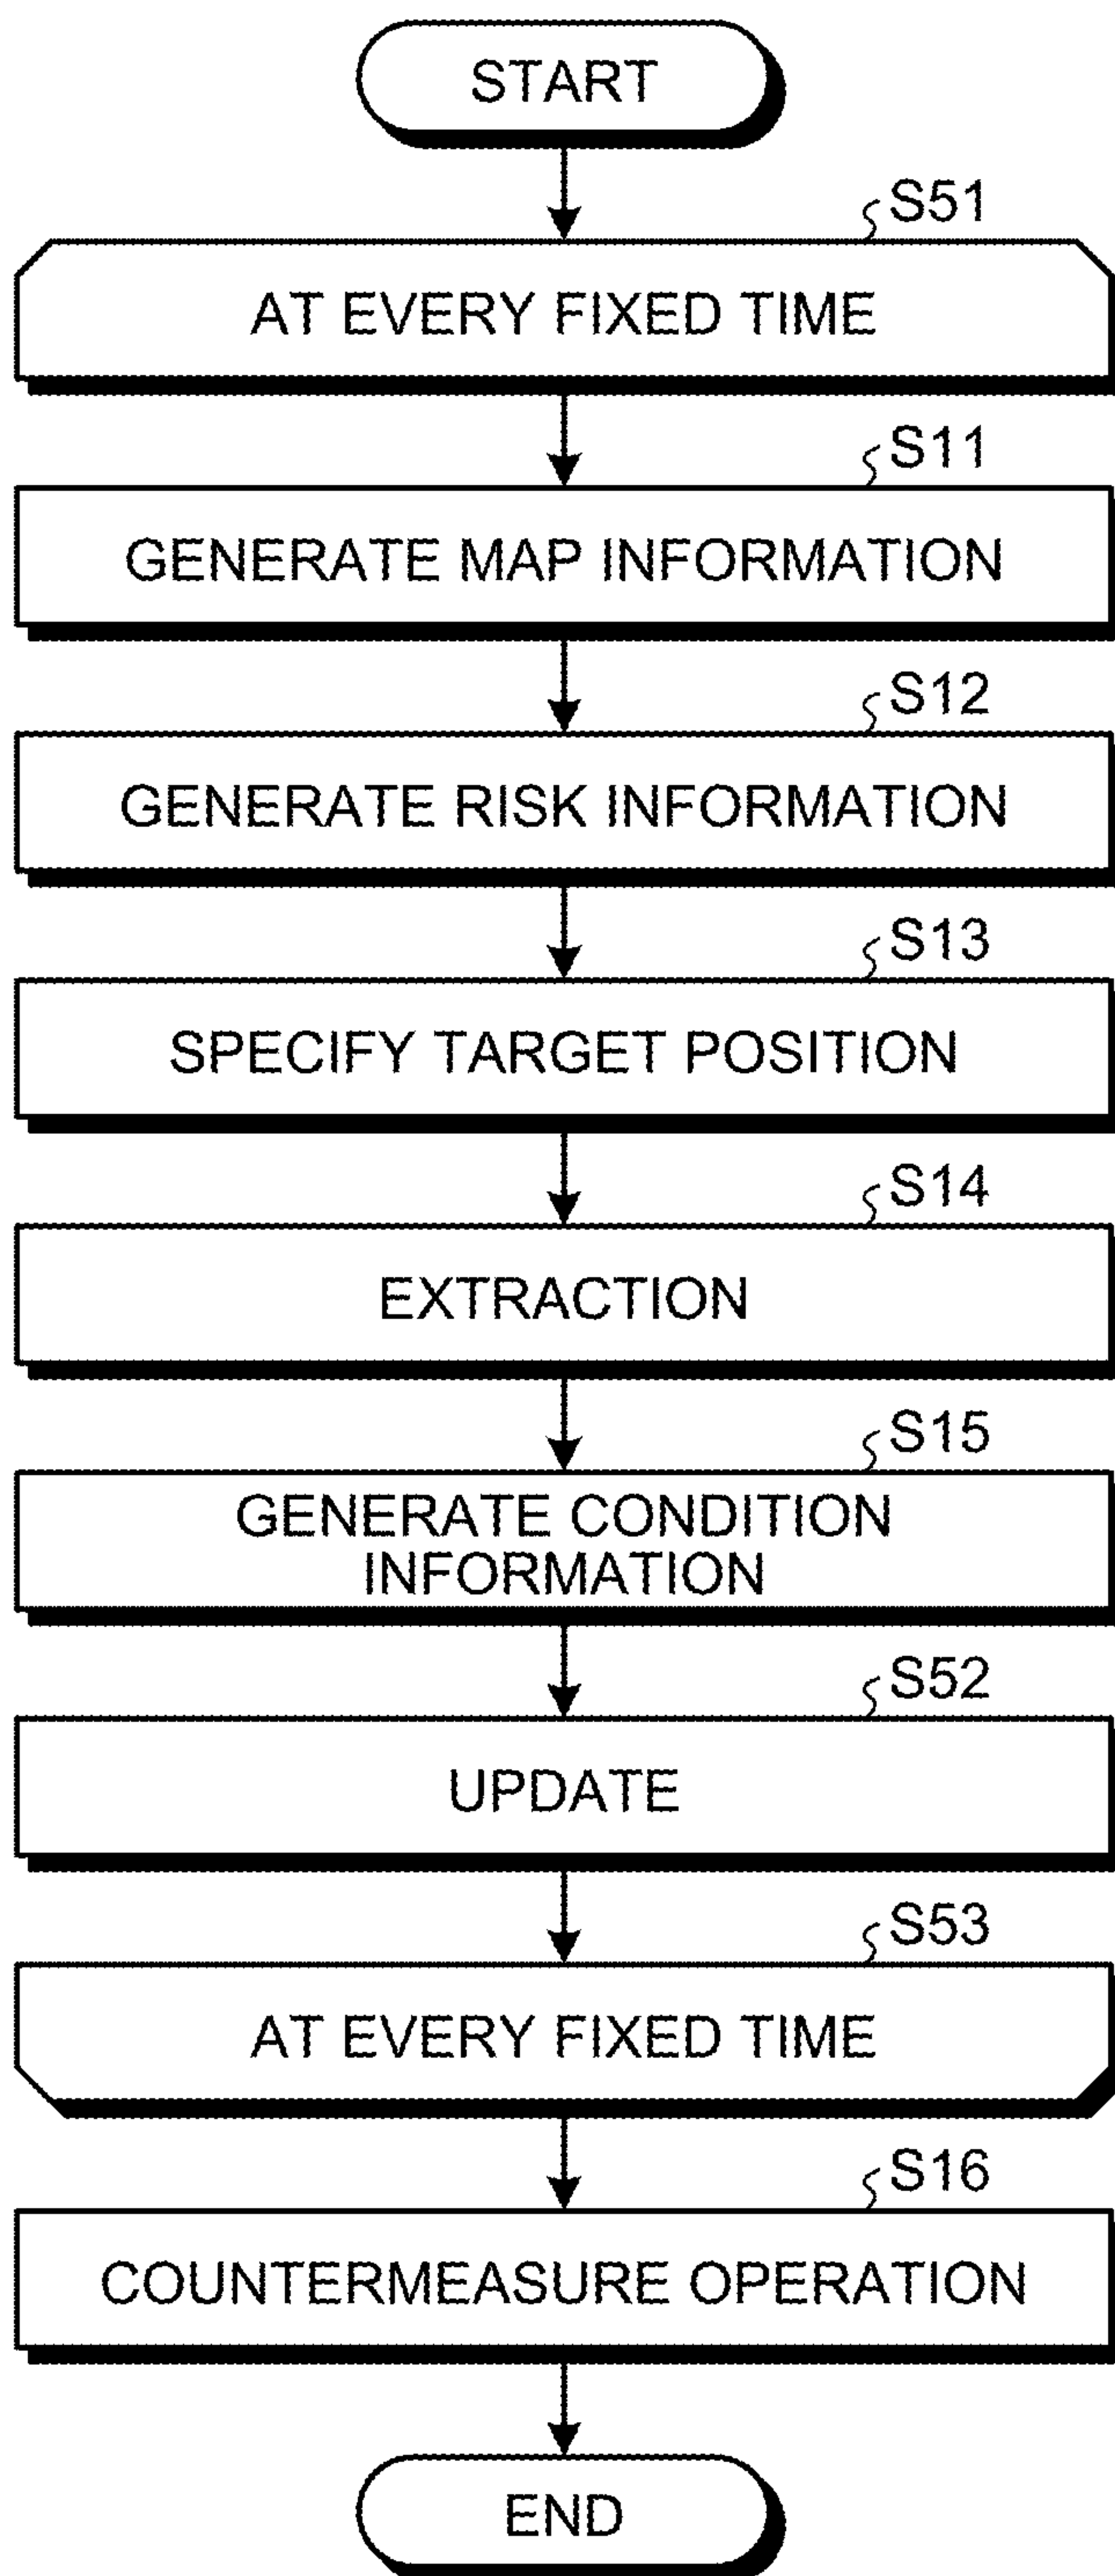 START
S51
AT EVERY FIXED TIME
S11
GENERATE MAP INFORMATION
S12
GENERATE RISK INFORMATION
S13
SPECIFY TARGET POSITION
S14
EXTRACTION
S15
GENERATE CONDITION
INFORMATION
S52
UPDATE
S53
AT EVERY FIXED TIME
S16
COUNTERMEASURE OPERATION
END